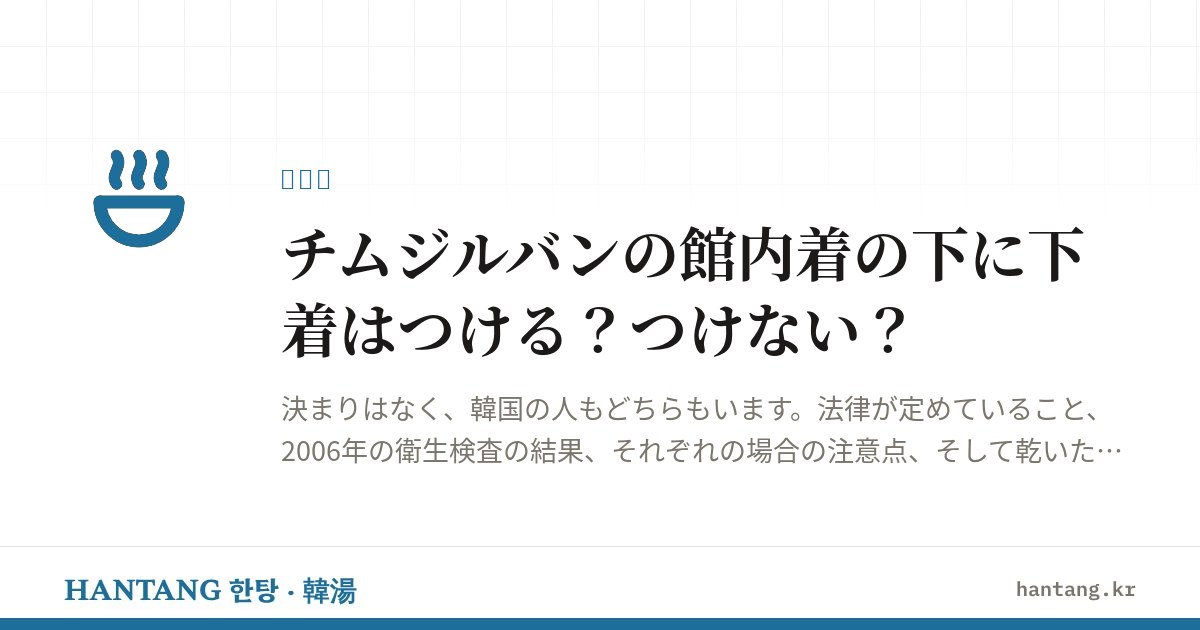 チムジルバンの館内着の下に下
着はつける？つけない？
決まりはなく、韓国の人もどちらもいます。法律が定めていること、
2006年の衛生検査の結果、それぞれの場合の注意点、そして乾いた…
HANTANG 한탕 · 韓湯
hantang.kr